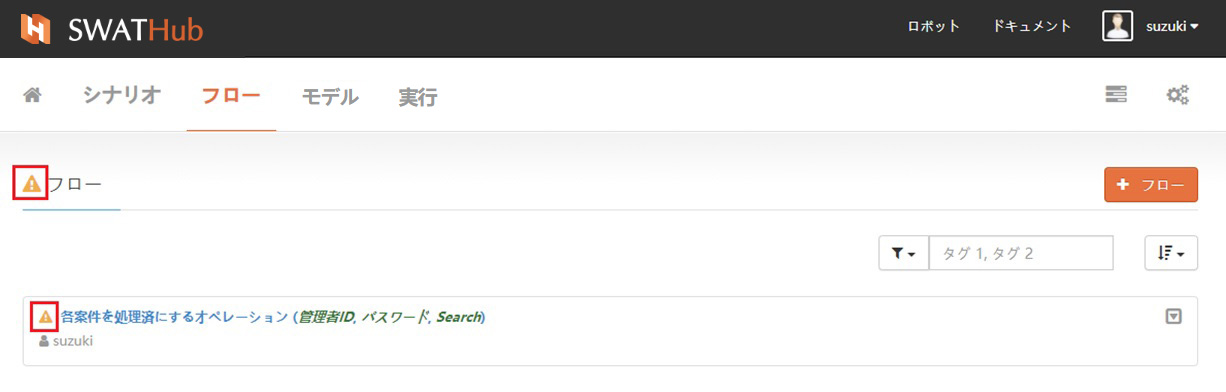 SWATHub
ロボット ドキュメント suzuki
シナリオ フロー モデル 実行
フロー
+ フロー
タグ 1, タグ 2
各案件を処理済にするオペレーション (管理者ID, パスワード, Search)
suzuki